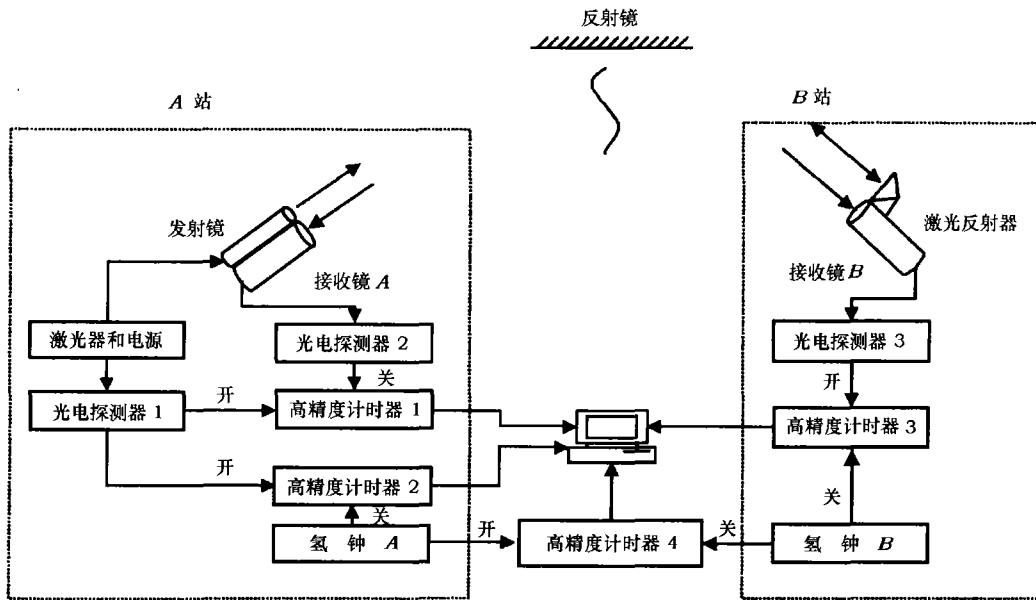 反射镜
A 站
B 站
发射镜
激光反射器
接收镜 A
接收镜 B
激光器和电源
光电探测器 2
光电探测器 3
关
开
光电探测器 1
开
高精度计时器 1
高精度计时器 3
开
高精度计时器 2
关
关
氢 钟 A
开
高精度计时器 4
关
氢 钟 B